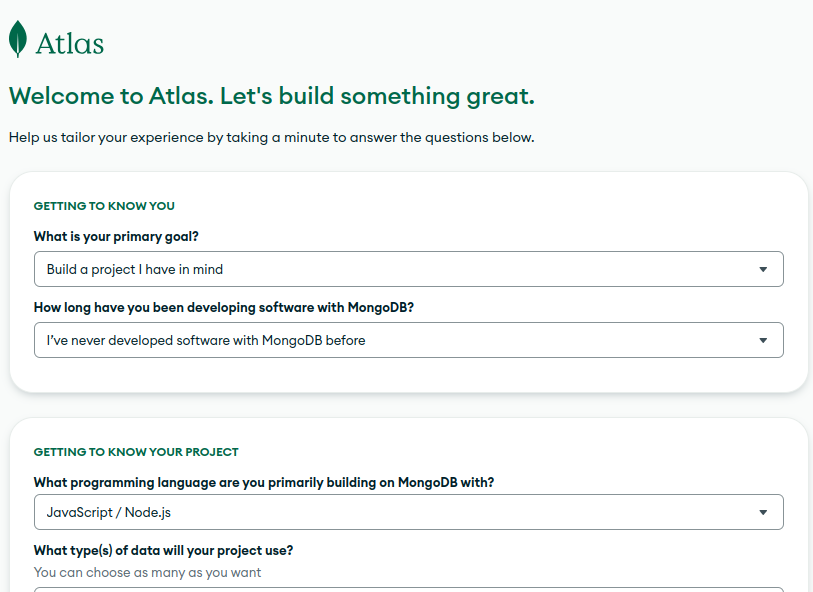 Atlas
Welcome to Atlas. Let's build something great.
Help us tailor your experience by taking a minute to answer the questions below.
GETTING TO KNOW YOU
What is your primary goal?
Build a project I have in mind
How long have you been developing software with MongoDB?
I’ve never developed software with MongoDB before
GETTING TO KNOW YOUR PROJECT
What programming language are you primarily building on MongoDB with?
JavaScript / Node.js
What type(s) of data will your project use?
You can choose as many as you want